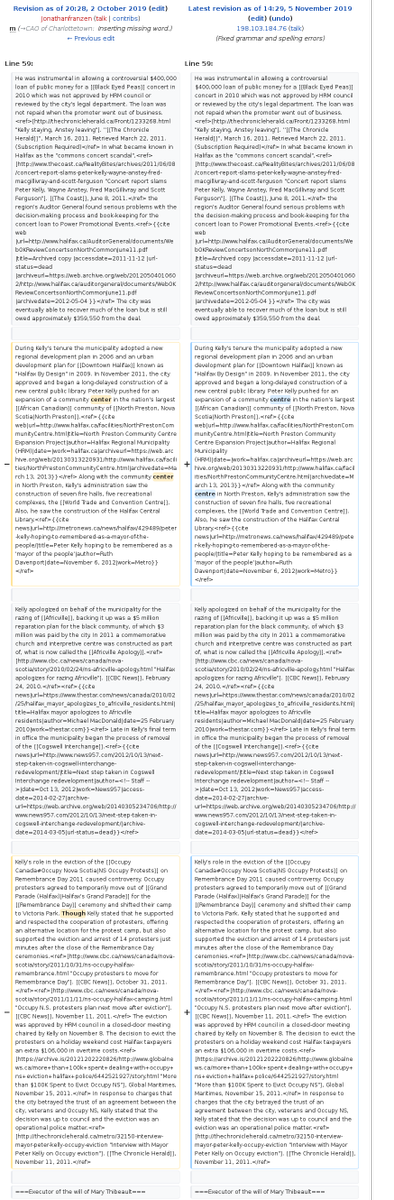 Revision as of 20:28, 2 October 2019 (edit)
Jonathanfranzen (talk | contribs)
m (→CAO of Charlottetown: inserting missing word.)
← Previous edit
Line 59:
He was instrumental in allowing a controversial $400,000
loan of public money for a [[Black Eyed Peas]] concert in
2010 which was not approved by HRM council or
reviewed by the city's legal department. The loan was
not repaid when the promoter went out of business.
<ref>[http://thechronicleherald.ca/Front/1233268.html
"Kelly staying, Anstey leaving", ''[[The Chronicle
Herald]]'', March 16, 2011. Retrieved March 22, 2011.
(Subscription Required)</ref> In what became known in
Halifax as the "commons concert scandal".<ref>
[http://www.thecoast.ca/RealityBites/archives/2011/06/08
/concert-report-slams-peter-kelly-wayne-anstey-fred-
macgillivray-and-scott-ferguson "Concert report slams
Peter Kelly, Wayne Anstey, Fred MacGillivray and Scott
Ferguson"], [[The Coast]], June 8, 2011.</ref> the
region's Auditor General found serious problems with the
decision-making process and bookkeeping for the
concert loan to Power Promotional Events.<ref>{{cite
web
|url=http://www.halifax.ca/AuditorGeneral/documents/We
b0KReviewConcertsonNorthCommonJune11.pdf
|title=Archived copy |accessdate=2011-11-12 |url-
status=dead
|archiveurl=https://web.archive.org/web/2012050401060
2/http://www.halifax.ca/auditorgeneral/documents/Web0K
ReviewConcertsonNorthCommonJune11.pdf
|archivedate=2012-05-04 }}</ref> The city was
eventually able to recover much of the loan but is still
owed approximately $359,550 from the deal.
During Kelly's tenure the municipality adopted a new
regional development plan in 2006 and an urban
development plan for [[Downtown Halifax]] known as
"Halifax By Design" in 2009. In November 2011, the city
approved and began a long-delayed construction of a
new central public library. Peter Kelly pushed for an
expansion of a community center in the nation's largest
[[African Canadian]] community of [[North Preston, Nova
Scotia|North Preston]].<ref>{{cite
web|url=http://www.halifax.ca/facilities/NorthPrestonCom
munityCentre.html|title=North Preston Community Centre
Expansion Project|author=Halifax Regional Municipality
(HRM)|date=|work=halifax.ca|archiveurl=https://web.arc
hive.org/web/20130313220931/http://www.halifax.ca/facili
ties/NorthPrestonCommunityCentre.html|archivedate=Ma
rch 13, 2013}}</ref> Along with the community center
in North Preston, Kelly's administration saw the
construction of seven fire halls, five recreational
complexes, the [[World Trade and Convention Centre]].
Also, he saw the construction of the Halifax Central
Library.<ref>{{cite
news|url=http://metronews.ca/news/halifax/429489/peter
-kelly-hoping-to-remembered-as-a-mayor-of-the-
people/|title=Peter Kelly hoping to be remembered as a
'mayor of the people'|author=Ruth
Davenport|date=November 6, 2012|work=Metro}}
</ref>
Kelly apologized on behalf of the municipality for the
razing of [[Africville]], backing it up was a $5 million
reparation plan for the black community, of which $3
million was paid by the city in 2011 a commemorative
church and interpretive centre was constructed as part
of, what is now called the [[Africville Apology]].<ref>
[http://www.cbc.ca/news/canada/nova-
scotia/2010/02/24/ns-africville-apology.html "Halifax
apologizes for razing Africville"]. [[CBC News]], February
24, 2010.</ref><ref>{{cite
news|url=https://www.thestar.com/news/canada/2010/02
/25/halifax_mayor_apologizes_to_africville_residents.html|
title=Halifax mayor apologizes to Africville
residents|author=Michael MacDonald|date=25 February
2010|work=thestar.com}}</ref> Late in Kelly's final term
in office the municipality began the process of removal of
the [[Cogswell Interchange]].<ref>{{cite
news|url=http://www.news957.com/2012/10/13/next-
step-taken-in-cogswell-interchange-
redevelopment/|title=Next step taken in Cogswell
Interchange redevelopment|author=<!-- Staff --
>|date=Oct 13, 2012|work=News957|access-
date=2014-02-27|archive-
url=https://web.archive.org/web/20140305234706/http://
www.news957.com/2012/10/13/next-step-taken-in-
cogswell-interchange-redevelopment/|archive-
date=2014-03-05|url-status=dead}}</ref>
Kelly's role in the eviction of the [[Occupy
Canada#Occupy Nova Scotia|NS Occupy Protests]] on
Remembrance Day 2011 caused controversy. Occupy
protesters agreed to temporarily move out of [[Grand
Parade (Halifax)|Halifax's Grand Parade]] for the
[[Remembrance Day]] ceremony and shifted their camp
to Victoria Park. Though Kelly stated that he supported
and respected the cooperation of protesters, offering
an alternative location for the protest camp, but also
supported the eviction and arrest of 14 protesters just
minutes after the close of the Remembrance Day
ceremonies.<ref>[http://www.cbc.ca/news/canada/nova-
scotia/story/2011/10/31/ns-occupy-halifax-
remembrance.html "Occupy protesters to move for
Remembrance Day"], [[CBC News]], October 31, 2011.
</ref><ref>[http://www.cbc.ca/news/canada/nova-
scotia/story/2011/11/11/ns-occupy-halifax-camping.html
"Occupy N.S. protesters plan next move after eviction"],
[[CBC News]], November 11, 2011.</ref> The eviction
was approved by HRM council in a closed-door meeting
chaired by Kelly on November 8. The decision to evict the
protesters on a holiday weekend cost Halifax taxpayers
an extra $106,000 in overtime costs.<ref>
[https://archive.is/20121202220826/http://www.globalne
ws.ca/more+than+100k+spent+dealing+with+occupy+
ns+eviction+halifax+police/6442521927/story.html
"More than $100K Spent to Evict Occupy NS"], Global Maritimes,
November 15, 2011.</ref> In response to charges that
the city betrayed the trust of an agreement between the
city, veterans and Occupy NS, Kelly stated that the
decision was up to council and the eviction was an
operational police matter.<ref>
[http://thechronicleherald.ca/metro/32150-interview-
mayor-peter-kelly-occupy-eviction "Interview with Mayor
Peter Kelly on Occupy eviction"], [[The Chronicle Herald]],
November 11, 2011.</ref>
====Executor of the will of Mary Thibeault====
Latest revision as of 14:29, 5 November 2019
(edit) (undo)
198.103.184.76 (talk)
(Fixed grammar and spelling errors)
Line 59:
He was instrumental in allowing a controversial
$400,000 loan of public money for a [[Black Eyed Peas]]
concert in 2010 which was not approved by HRM council
or reviewed by the city's legal department. The loan was
not repaid when the promoter went out of business.
<ref>[http://thechronicleherald.ca/Front/1233268.html
"Kelly staying, Anstey leaving", ''[[The Chronicle
Herald]]'', March 16, 2011. Retrieved March 22, 2011.
(Subscription Required)</ref> In what became known in
Halifax as the "commons concert scandal".<ref>
[http://www.thecoast.ca/RealityBites/archives/2011/06/08
/concert-report-slams-peter-kelly-wayne-anstey-fred-
macgillivray-and-scott-ferguson "Concert report slams
Peter Kelly, Wayne Anstey, Fred MacGillivray and Scott
Ferguson"], [[The Coast]], June 8, 2011.</ref> the
region's Auditor General found serious problems with the
decision-making process and bookkeeping for the
concert loan to Power Promotional Events.<ref>{{cite
web
|url=http://www.halifax.ca/AuditorGeneral/documents/We
b0KReviewConcertsonNorthCommonJune11.pdf
|title=Archived copy |accessdate=2011-11-12 |url-
status=dead
|archiveurl=https://web.archive.org/web/2012050401060
2/http://www.halifax.ca/auditorgeneral/documents/Web0K
ReviewConcertsonNorthCommonJune11.pdf
|archivedate=2012-05-04 }}</ref> The city was
eventually able to recover much of the loan but is still
owed approximately $359,550 from the deal.
During Kelly's tenure the municipality adopted a new
regional development plan in 2006 and an urban
development plan for [[Downtown Halifax]] known as
"Halifax By Design" in 2009. In November 2011, the city
approved and began a long-delayed construction of a
new central public library. Peter Kelly pushed for an
expansion of a community centre in the nation's largest
[[African Canadian]] community of [[North Preston, Nova
Scotia|North Preston]].<ref>{{cite
web|url=http://www.halifax.ca/facilities/NorthPrestonCom
munityCentre.html|title=North Preston Community
Centre Expansion Project|author=Halifax Regional
Municipality
(HRM)|date=|work=halifax.ca|archiveurl=https://web.arc
hive.org/web/20130313220931/http://www.halifax.ca/facil
ities/NorthPrestonCommunityCentre.html|archivedate=M
arch 13, 2013}}</ref> Along with the community
centre in North Preston, Kelly's administration saw the
construction of seven fire halls, five recreational
complexes, the [[World Trade and Convention Centre]].
Also, he saw the construction of the Halifax Central
Library.<ref>{{cite
news|url=http://metronews.ca/news/halifax/429489/pete
r-kelly-hoping-to-remembered-as-a-mayor-of-the-
people/|title=Peter Kelly hoping to be remembered as a
'mayor of the people'|author=Ruth
Davenport|date=November 6, 2012|work=Metro}}
</ref>
Kelly apologized on behalf of the municipality for the
razing of [[Africville]], backing it up was a $5 million
reparation plan for the black community, of which $3
million was paid by the city in 2011 a commemorative
church and interpretive centre was constructed as part
of, what is now called the [[Africville Apology]].<ref>
[http://www.cbc.ca/news/canada/nova-
scotia/2010/02/24/ns-africville-apology.html "Halifax
apologizes for razing Africville"]. [[CBC News]], February
24, 2010.</ref><ref>{{cite
news|url=https://www.thestar.com/news/canada/2010/02
/25/halifax_mayor_apologizes_to_africville_residents.html|
title=Halifax mayor apologizes to Africville
residents|author=Michael MacDonald|date=25 February
2010|work=thestar.com}}</ref> Late in Kelly's final term
in office the municipality began the process of removal
of the [[Cogswell Interchange]].<ref>{{cite
news|url=http://www.news957.com/2012/10/13/next-
step-taken-in-cogswell-interchange-
redevelopment/|title=Next step taken in Cogswell
Interchange redevelopment|author=<!-- Staff --
>|date=Oct 13, 2012|work=News957|access-
date=2014-02-27|archive-
url=https://web.archive.org/web/20140305234706/http:/
/www.news957.com/2012/10/13/next-step-taken-in-
cogswell-interchange-redevelopment/|archive-
date=2014-03-05|url-status=dead}}</ref>
Kelly's role in the eviction of the [[Occupy
Canada#Occupy Nova Scotia|NS Occupy Protests]] on
Remembrance Day 2011 caused controversy. Occupy
protesters agreed to temporarily move out of [[Grand
Parade (Halifax)|Halifax's Grand Parade]] for the
[[Remembrance Day]] ceremony and shifted their camp
to Victoria Park. Kelly stated that he supported and
respected the cooperation of protesters, offering an
alternative location for the protest camp, but also
supported the eviction and arrest of 14 protesters just
minutes after the close of the Remembrance Day
ceremonies.<ref>[http://www.cbc.ca/news/canada/nova-
scotia/story/2011/10/31/ns-occupy-halifax-
remembrance.html "Occupy protesters to move for
Remembrance Day"], [[CBC News]], October 31, 2011.
</ref><ref>[http://www.cbc.ca/news/canada/nova-
scotia/story/2011/11/11/ns-occupy-halifax-camping.html
"Occupy N.S. protesters plan next move after eviction"],
[[CBC News]], November 11, 2011.</ref> The eviction
was approved by HRM council in a closed-door meeting
chaired by Kelly on November 8. The decision to evict
the protesters on a holiday weekend cost Halifax
taxpayers an extra $106,000 in overtime costs.<ref>
[https://archive.is/20121202220826/http://www.globalne
ws.ca/more+than+100k+spent+dealing+with+occupy+
ns+eviction+halifax+police/6442521927/story.html
"More than $100K Spent to Evict Occupy NS"], Global
Maritimes, November 15, 2011.</ref> In response to
charges that the city betrayed the trust of an
agreement between the city, veterans and Occupy NS,
Kelly stated that the decision was up to council and the
eviction was an operational police matter.<ref>
[http://thechronicleherald.ca/metro/32150-interview-
mayor-peter-kelly-occupy-eviction "Interview with Mayor
Peter Kelly on Occupy eviction"], [[The Chronicle
Herald]], November 11, 2011.</ref>
====Executor of the will of Mary Thibeault====